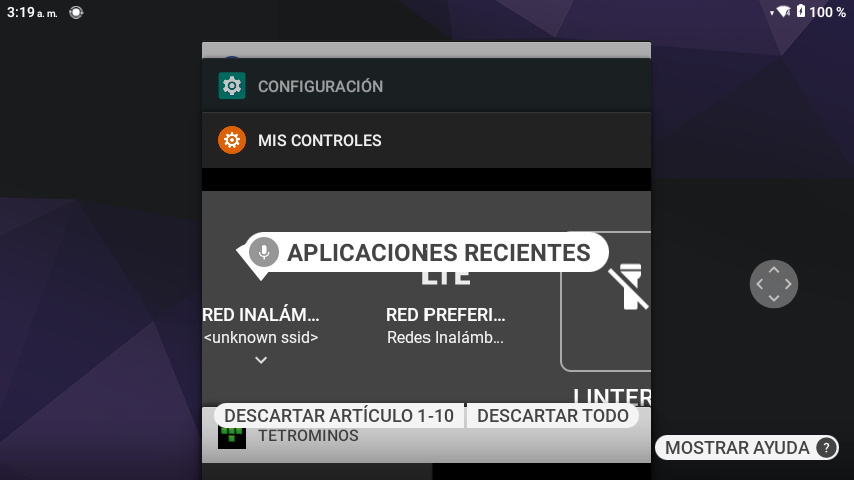 3:19 a. m.
100 %
CONFIGURACIÓN
MIS CONTROLES
APLICACIONES RECIENTES
LTE
RED INALÁM...
RED PREFERI...
<unknown ssid>
Redes Inalámb...
LINTER
DESCARTAR ARTÍCULO 1-10
DESCARTAR TODO
TETROMINOS
MOSTRAR AYUDA ?